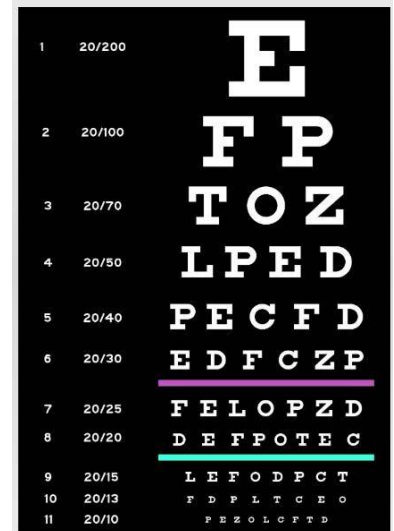 1 20/200 E
2 20/100 F P
3 20/70 T O Z
4 20/50 L P E D
5 20/40 P E C F D
6 20/30 E D F C Z P
7 20/25 F E L O P Z D
8 20/20 D E F P O T E C
9 20/15 L E F O D P C T
10 20/13 F D P L T C E O
11 20/10 P E Z O L C F T D